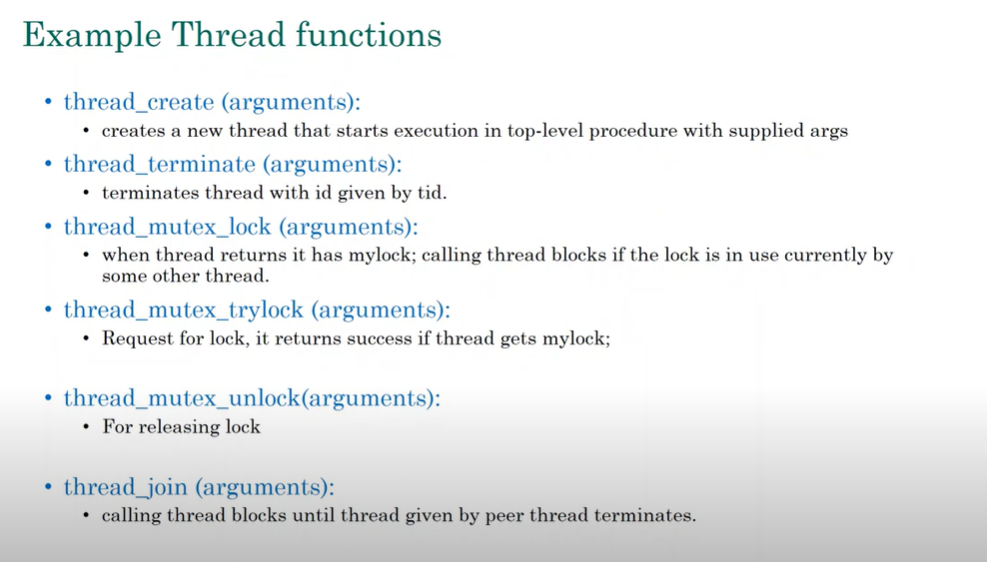 Example Thread functions
• thread_create (arguments):
• creates a new thread that starts execution in top-level procedure with supplied args
• thread_terminate (arguments):
• terminates thread with id given by tid.
• thread_mutex_lock (arguments):
• when thread returns it has mylock; calling thread blocks if the lock is in use currently by
some other thread.
• thread_mutex_trylock (arguments):
• Request for lock, it returns success if thread gets mylock;
• thread_mutex_unlock(arguments):
• For releasing lock
• thread_join (arguments):
• calling thread blocks until thread given by peer thread terminates.